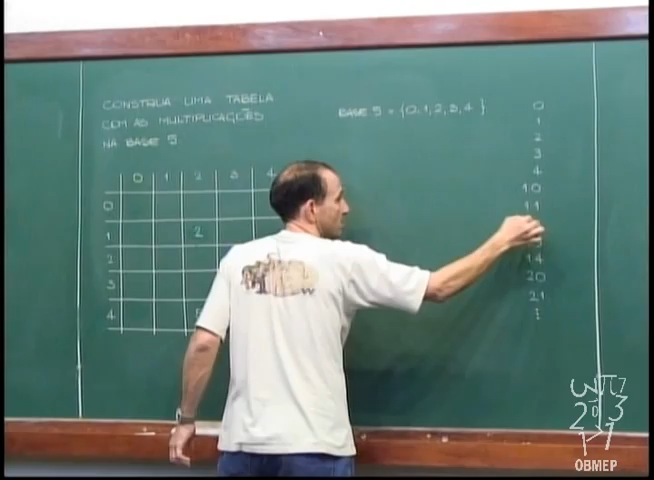 CONSTRUA UMA TABELA
COM AS MULTIPLICAÇÕES
NA BASE 5
0 1 2 3 4
0
1 2
2
3
4
BASE 5 = {0,1,2,3,4}
0
1
2
3
4
10
11
14
20
21
OBMEP